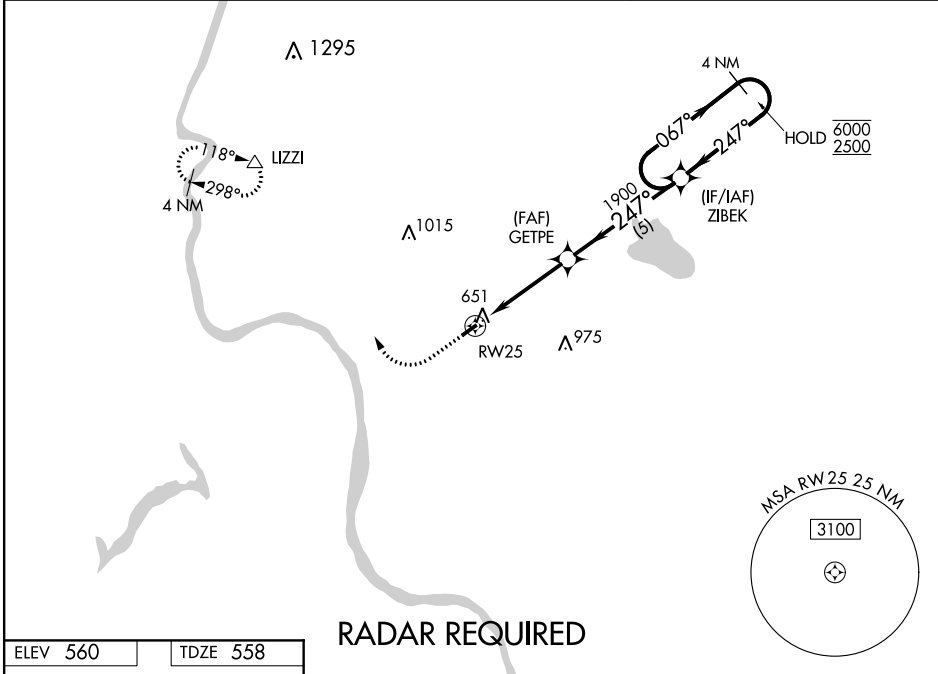 1295
4 NM
067°
247°
HOLD 6000
2500
118°
LIZZI
298°
4 NM
(IF/IAF)
ZIBEK
1900
247°
(5)
(FAF)
GETPE
1015
651
RW25
975
MSA RW25 25 NM
3100
RADAR REQUIRED
ELEV 560
TDZE 558